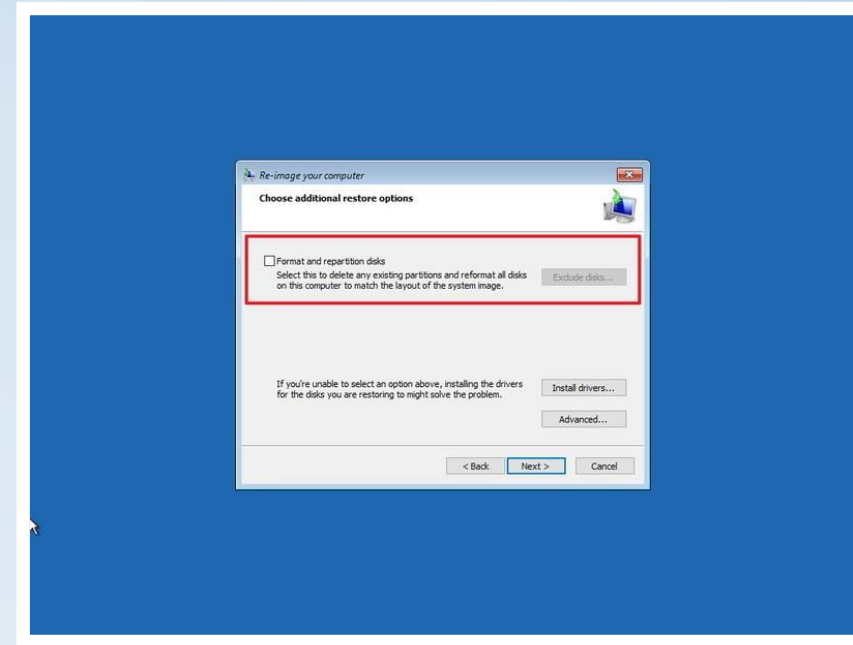 Re-image your computer
Choose additional restore options
Format and repartition disks
Select this to delete any existing partitions and reformat all disks
on this computer to match the layout of the system image.
Exclude disks...
If you're unable to select an option above, installing the drivers
for the disks you are restoring to might solve the problem.
Install drivers...
Advanced...
< Back
Next >
Cancel